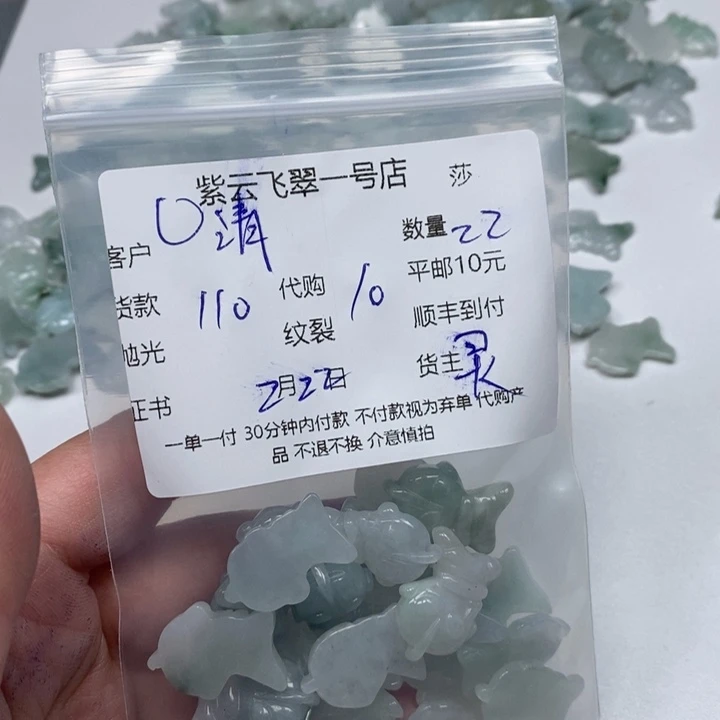 紫云飞翠一号店 莎
客户 U清 数量 22
货款 110 代购 10 平邮10元
抛光 纹裂 顺丰到付
证书 2月22日 货主 灵
一单一付 30分钟内付款 不付款视为弃单 代购产
品 不退不换 介意慎拍